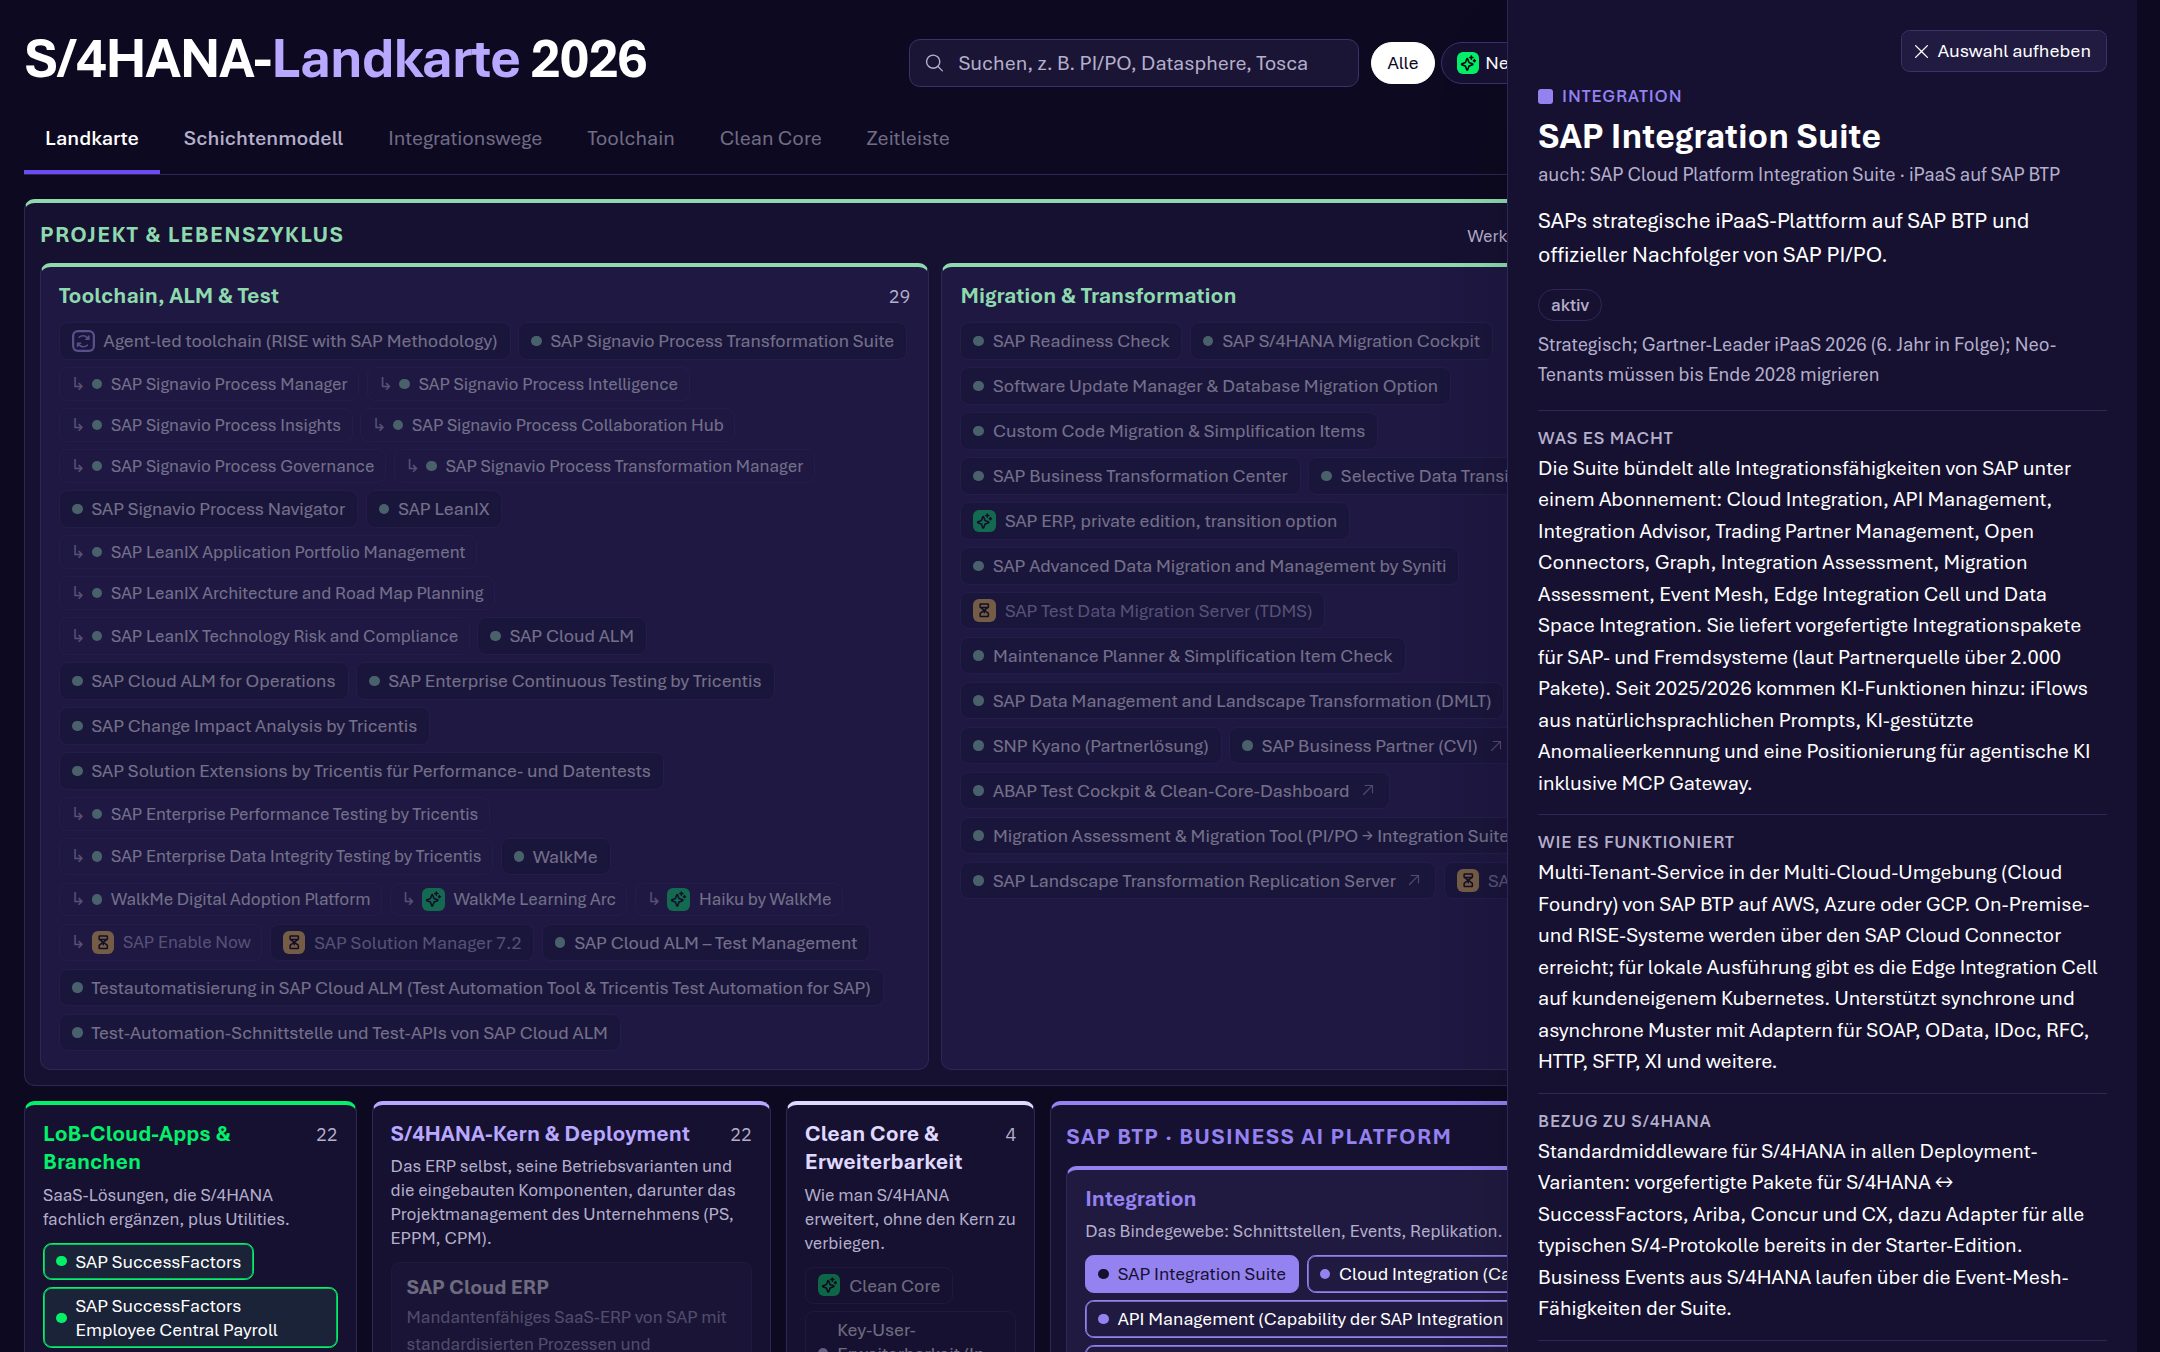 S/4HANA-Landkarte 2026
Suchen, z. B. PI/PO, Datasphere, Tosca
Alle
Landkarte
Schichtenmodell
Integrationswege
Toolchain
Clean Core
Zeitleiste
PROJEKT & LEBENSZYKLUS
Toolchain, ALM & Test
29
Agent-led toolchain (RISE with SAP Methodology)
SAP Signavio Process Transformation Suite
↳ SAP Signavio Process Manager
↳ SAP Signavio Process Intelligence
↳ SAP Signavio Process Insights
↳ SAP Signavio Process Collaboration Hub
↳ SAP Signavio Process Governance
↳ SAP Signavio Process Transformation Manager
SAP Signavio Process Navigator
SAP LeanIX
↳ SAP LeanIX Application Portfolio Management
↳ SAP LeanIX Architecture and Road Map Planning
↳ SAP LeanIX Technology Risk and Compliance
SAP Cloud ALM
SAP Cloud ALM for Operations
SAP Enterprise Continuous Testing by Tricentis
SAP Change Impact Analysis by Tricentis
SAP Solution Extensions by Tricentis für Performance- und Datentests
↳ SAP Enterprise Performance Testing by Tricentis
↳ SAP Enterprise Data Integrity Testing by Tricentis
WalkMe
↳ WalkMe Digital Adoption Platform
↳ WalkMe Learning Arc
↳ Haiku by WalkMe
↳ SAP Enable Now
SAP Solution Manager 7.2
SAP Cloud ALM – Test Management
Testautomatisierung in SAP Cloud ALM (Test Automation Tool & Tricentis Test Automation for SAP)
Test-Automation-Schnittstelle und Test-APIs von SAP Cloud ALM
Migration & Transformation
SAP Readiness Check
SAP S/4HANA Migration Cockpit
Software Update Manager & Database Migration Option
Custom Code Migration & Simplification Items
SAP Business Transformation Center
Selective Data
SAP ERP, private edition, transition option
SAP Advanced Data Migration and Management by Syniti
SAP Test Data Migration Server (TDMS)
Maintenance Planner & Simplification Item Check
SAP Data Management and Landscape Transformation (DMLT)
SNP Kyano (Partnerlösung)
SAP Business Partner (CVI) ↗
ABAP Test Cockpit & Clean-Core-Dashboard ↗
Migration Assessment & Migration Tool (PI/PO → Integration Suite
SAP Landscape Transformation Replication Server ↗
LoB-Cloud-Apps &
Branchen
22
SaaS-Lösungen, die S/4HANA
fachlich ergänzen, plus Utilities.
SAP SuccessFactors
SAP SuccessFactors
Employee Central Payroll
S/4HANA-Kern & Deployment
22
Das ERP selbst, seine Betriebsvarianten und
die eingebauten Komponenten, darunter das
Projektmanagement des Unternehmens (PS,
EPPM, CPM).
SAP Cloud ERP
Mandantenfähiges SaaS-ERP von SAP mit
standardisierten Prozessen und
Clean Core &
Erweiterbarkeit
4
Wie man S/4HANA
erweitert, ohne den Kern zu
verbiegen.
Clean Core
Key-User-
SAP BTP · BUSINESS AI PLATFORM
Integration
Das Bindegewebe: Schnittstellen, Events, Replikation.
SAP Integration Suite
Cloud Integration
API Management (Capability der SAP Integration
Auswahl aufheben
INTEGRATION
SAP Integration Suite
auch: SAP Cloud Platform Integration Suite · iPaaS auf SAP BTP
SAPs strategische iPaaS-Plattform auf SAP BTP und
offizieller Nachfolger von SAP PI/PO.
aktiv
Strategisch; Gartner-Leader iPaaS 2026 (6. Jahr in Folge); Neo-
Tenants müssen bis Ende 2028 migrieren
WAS ES MACHT
Die Suite bündelt alle Integrationsfähigkeiten von SAP unter
einem Abonnement: Cloud Integration, API Management,
Integration Advisor, Trading Partner Management, Open
Connectors, Graph, Integration Assessment, Migration
Assessment, Event Mesh, Edge Integration Cell und Data
Space Integration. Sie liefert vorgefertigte Integrationspakete
für SAP- und Fremdsysteme (laut Partnerquelle über 2.000
Pakete). Seit 2025/2026 kommen KI-Funktionen hinzu: iFlows
aus natürlichsprachlichen Prompts, KI-gestützte
Anomalieerkennung und eine Positionierung für agentische KI
inklusive MCP Gateway.
WIE ES FUNKTIONIERT
Multi-Tenant-Service in der Multi-Cloud-Umgebung (Cloud
Foundry) von SAP BTP auf AWS, Azure oder GCP. On-Premise-
und RISE-Systeme werden über den SAP Cloud Connector
erreicht; für lokale Ausführung gibt es die Edge Integration Cell
auf kundeneigenem Kubernetes. Unterstützt synchrone und
asynchrone Muster mit Adaptern für SOAP, OData, IDoc, RFC,
HTTP, SFTP, XI und weitere.
BEZUG ZU S/4HANA
Standardmiddleware für S/4HANA in allen Deployment-
Varianten: vorgefertigte Pakete für S/4HANA ↔
SuccessFactors, Ariba, Concur und CX, dazu Adapter für alle
typischen S/4-Protokolle bereits in der Starter-Edition.
Business Events aus S/4HANA laufen über die Event-Mesh-
Fähigkeiten der Suite.